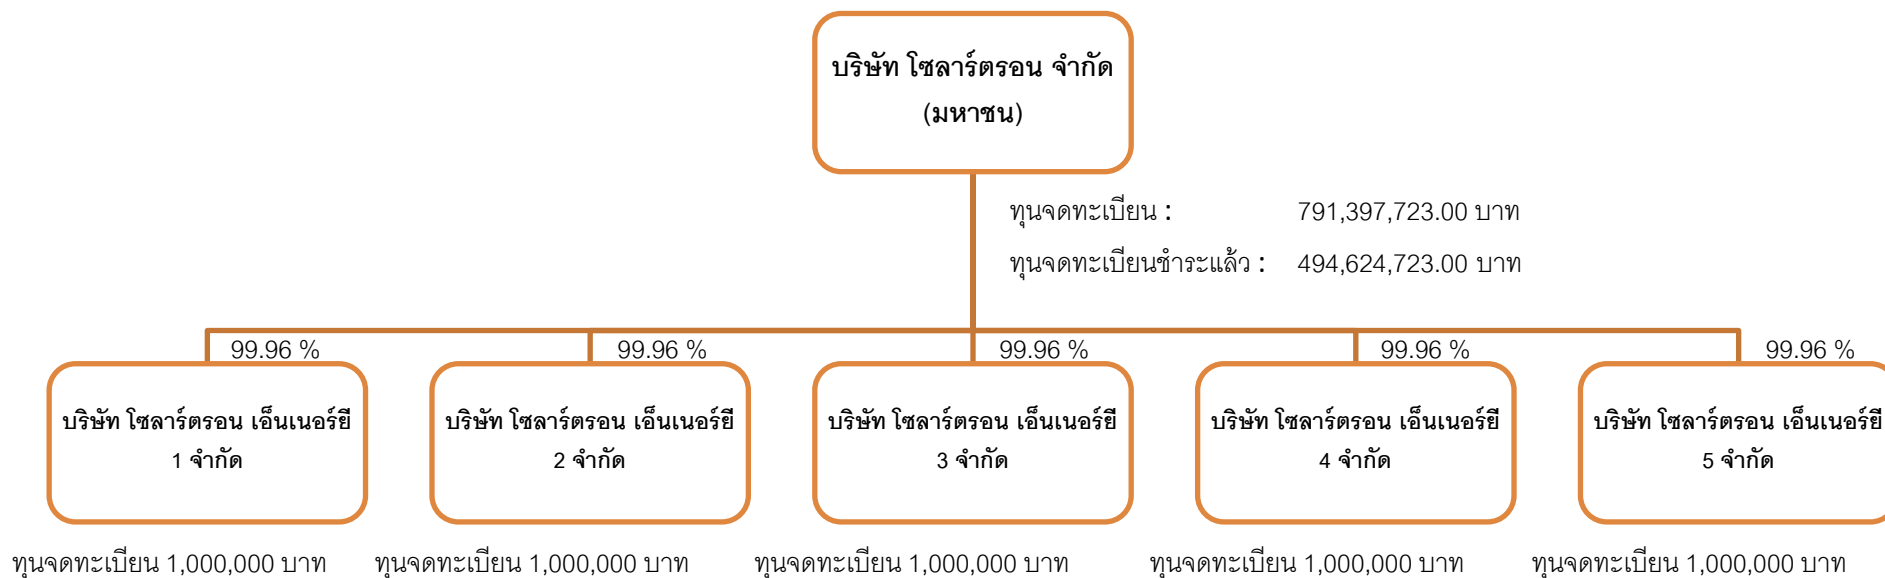 บริษัท โซลาร์ตรอน จำกัด
(มหาชน)
ทุนจดทะเบียน : 791,397,723.00 บาท
ทุนจดทะเบียนชำระแล้ว : 494,624,723.00 บาท
99.96 % 99.96 % 99.96 % 99.96 % 99.96 %
บริษัท โซลาร์ตรอน เอ็นเนอร์ยี
1 จำกัด
บริษัท โซลาร์ตรอน เอ็นเนอร์ยี
2 จำกัด
บริษัท โซลาร์ตรอน เอ็นเนอร์ยี
3 จำกัด
บริษัท โซลาร์ตรอน เอ็นเนอร์ยี
4 จำกัด
บริษัท โซลาร์ตรอน เอ็นเนอร์ยี
5 จำกัด
ทุนจดทะเบียน 1,000,000 บาท ทุนจดทะเบียน 1,000,000 บาท ทุนจดทะเบียน 1,000,000 บาท ทุนจดทะเบียน 1,000,000 บาท ทุนจดทะเบียน 1,000,000 บาท